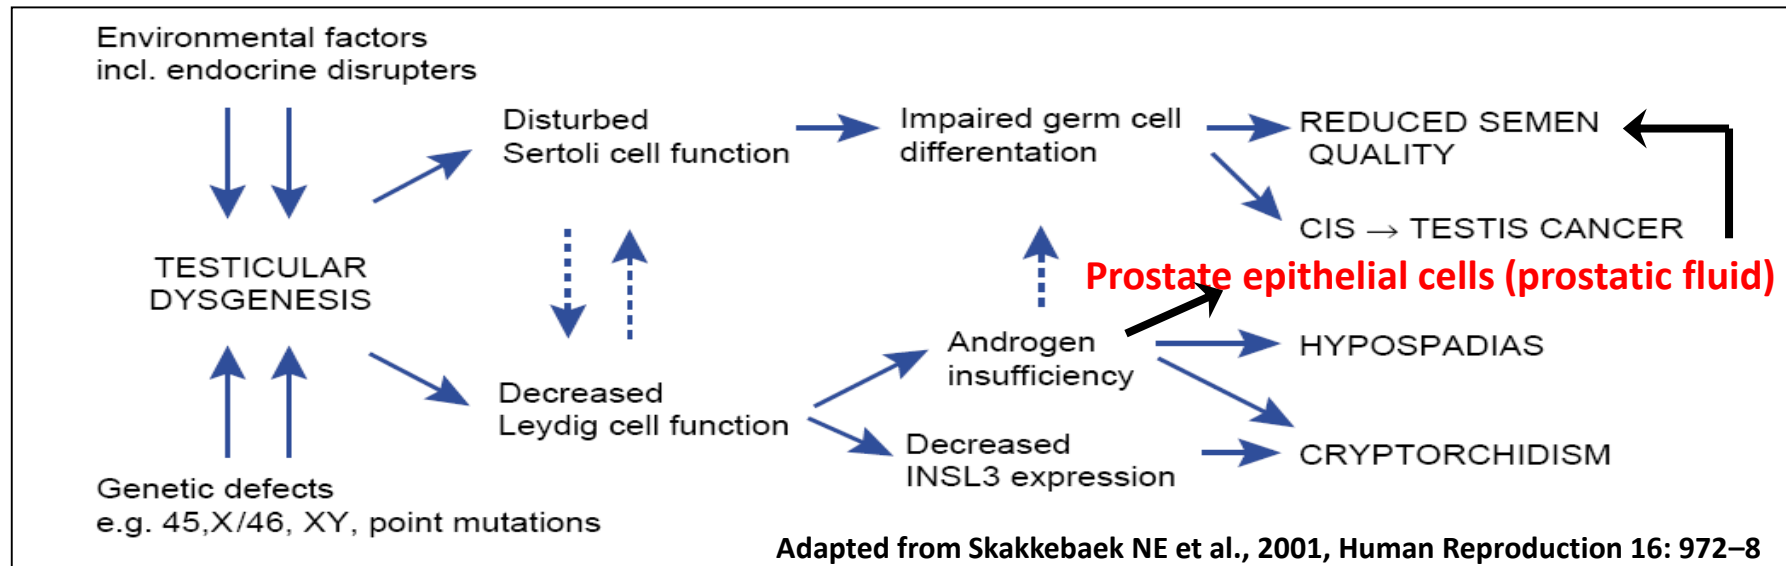 Environmental factors
incl. endocrine disrupters
Disturbed
Sertoli cell function
Impaired germ cell
differentation
REDUCED SEMEN
QUALITY
CIS → TESTIS CANCER
TESTICULAR
DYSGENESIS
Prostate epithelial cells (prostatic fluid)
Androgen
insufficiency
HYPOSPADIAS
Decreased
Leydig cell function
Decreased
INSL3 expression
CRYPTORCHIDISM
Genetic defects
e.g. 45,X/46, XY, point mutations
Adapted from Skakkebaek NE et al., 2001, Human Reproduction 16: 972–8